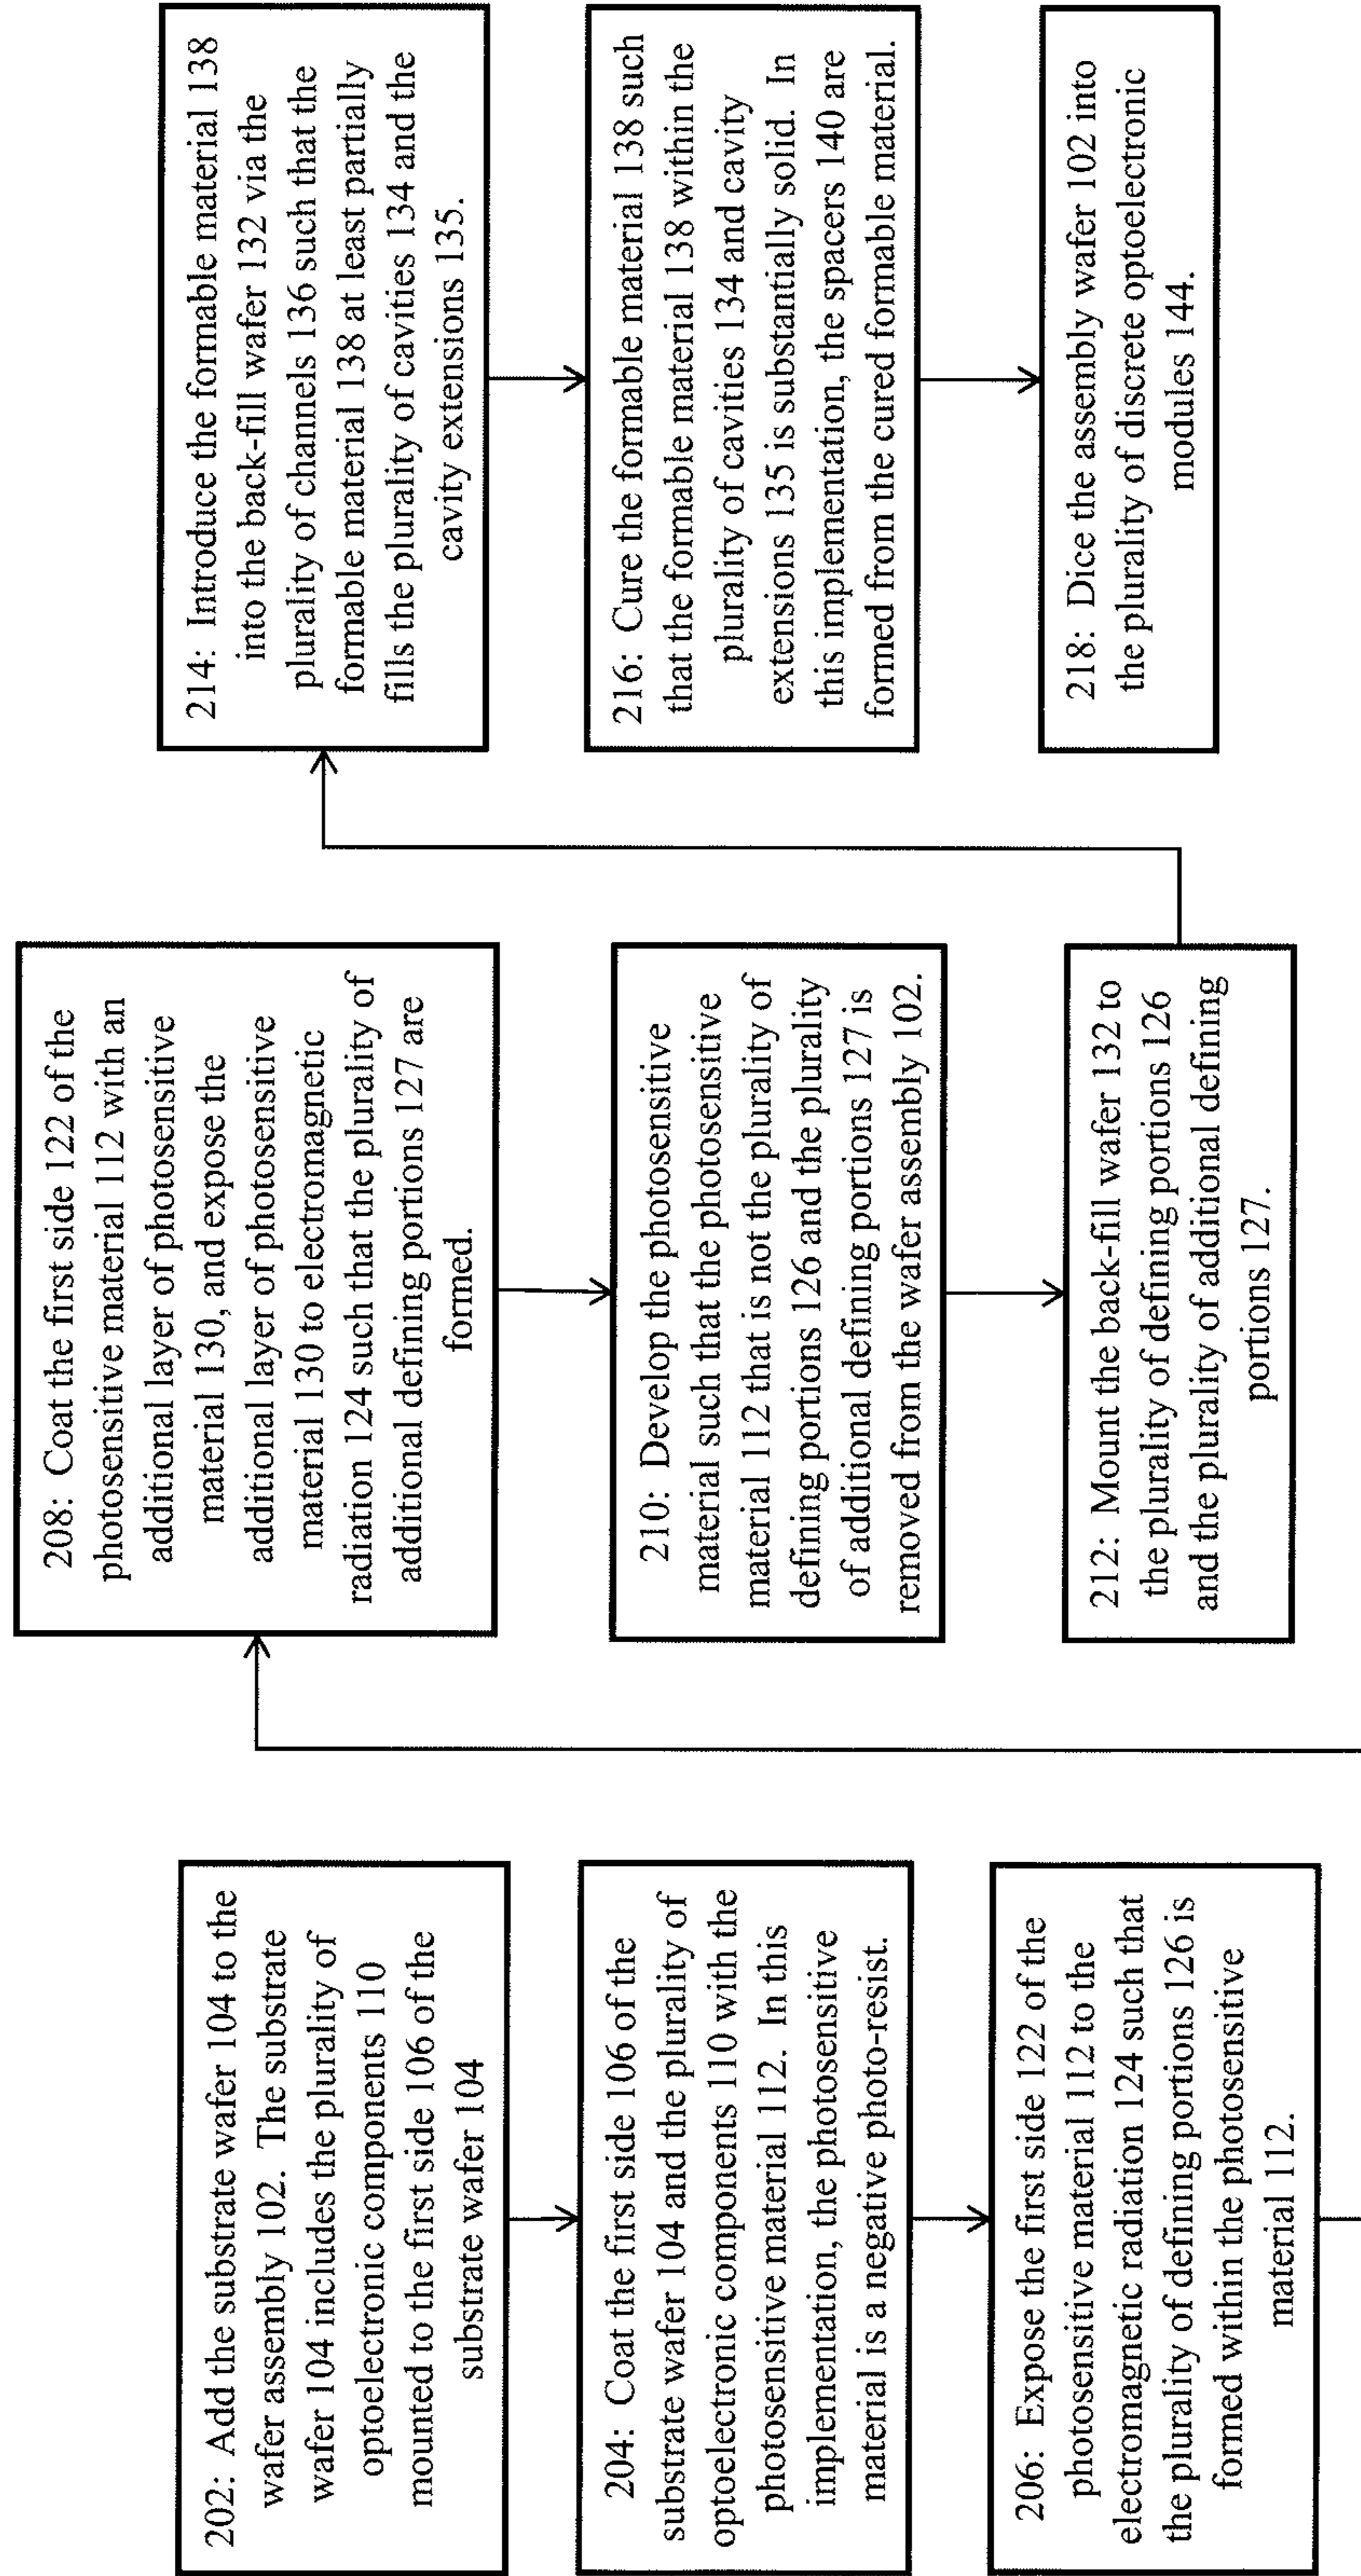 202: Add the substrate wafer 104 to the
wafer assembly 102. The substrate
wafer 104 includes the plurality of
optoelectronic components 110
mounted to the first side 106 of the
substrate wafer 104
204: Coat the first side 106 of the
substrate wafer 104 and the plurality of
optoelectronic components 110 with the
photosensitive material 112. In this
implementation, the photosensitive
material is a negative photo-resist.
206: Expose the first side 122 of the
photosensitive material 112 to the
electromagnetic radiation 124 such that
the plurality of defining portions 126 is
formed within the photosensitive
material 112.
208: Coat the first side 122 of the
photosensitive material 112 with an
additional layer of photosensitive
material 130, and expose the
additional layer of photosensitive
material 130 to electromagnetic
radiation 124 such that the plurality of
additional defining portions 127 are
formed.
210: Develop the photosensitive
material such that the photosensitive
material 112 that is not the plurality of
defining portions 126 and the plurality
of additional defining portions 127 is
removed from the wafer assembly 102.
212: Mount the back-fill wafer 132 to
the plurality of defining portions 126
and the plurality of additional defining
portions 127.
214: Introduce the formable material 138
into the back-fill wafer 132 via the
plurality of channels 136 such that the
formable material 138 at least partially
fills the plurality of cavities 134 and the
cavity extensions 135.
216: Cure the formable material 138 such
that the formable material 138 within the
plurality of cavities 134 and cavity
extensions 135 is substantially solid. In
this implementation, the spacers 140 are
formed from the cured formable material.
218: Dice the assembly wafer 102 into
the plurality of discrete optoelectronic
modules 144.